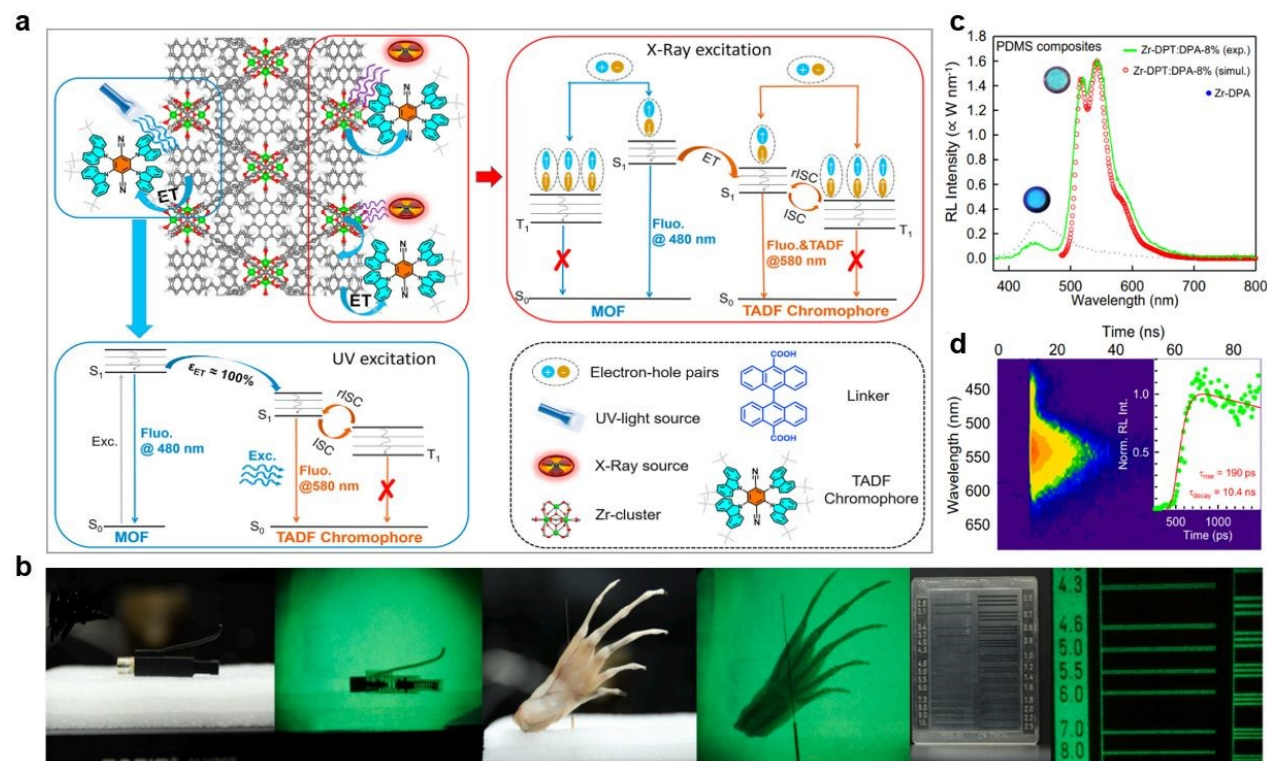 a
ET
ET
X-Ray excitation
S₁
T₁
Fluo.
@ 480 nm
ET
S₁
rISC
ISC
T₁
Fluo.&TADF
@580 nm
S₀
MOF
S₀
TADF Chromophore
UV excitation
S₁
εET ≈ 100%
Exc.
Fluo.
@ 480 nm
S₁
rISC
ISC
T₁
Exc.
Fluo.
@580 nm
S₀
MOF
S₀
TADF Chromophore
Electron-hole pairs
UV-light source
X-Ray source
Zr-cluster
COOH
COOH
Linker
TADF
Chromophore
c
PDMS composites
Zr-DPT:DPA-8% (exp.)
Zr-DPT:DPA-8% (simul.)
Zr-DPA
RL Intensity (∝ W nm⁻¹)
1.8
1.6
1.4
1.2
1.0
0.8
0.6
0.4
0.2
0.0
400 500 600 700 800
Wavelength (nm)
d
Time (ns)
0 20 40 60 80
Wavelength (nm)
450
500
550
600
650
Norm. RL Int.
1.0
0.5
τrise = 190 ps
τdecay = 10.4 ns
500 1000
Time (ps)
b
4.3
4.6
5.0
5.5
6.0
7.0
8.0